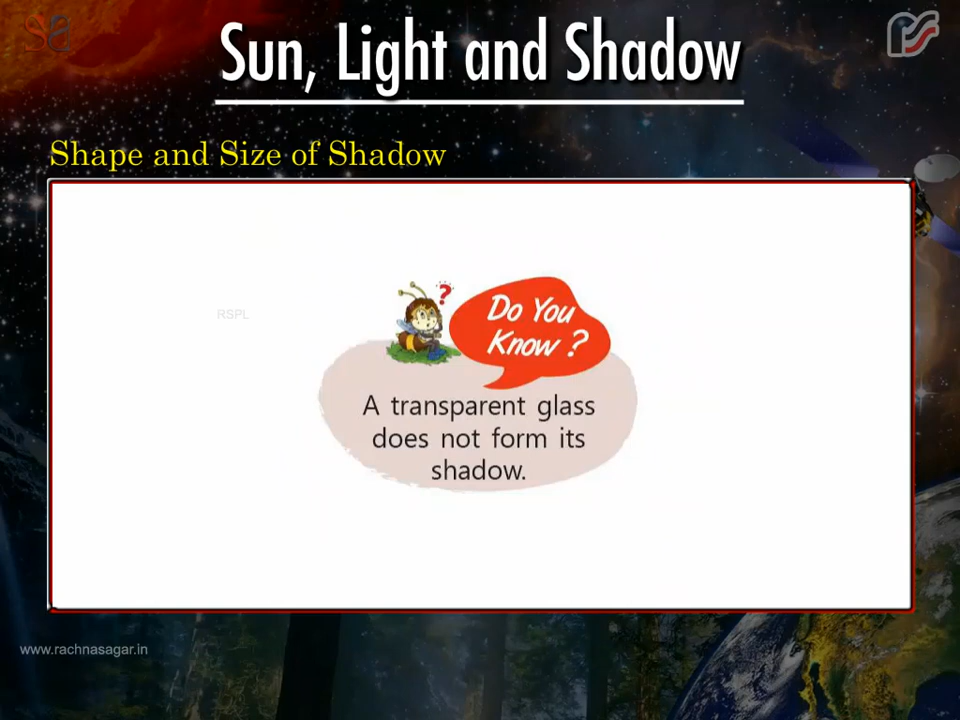 Sun, Light and Shadow
Shape and Size of Shadow
RSPL
?
Do You
Know ?
A transparent glass
does not form its
shadow.
www.rachnasagar.in